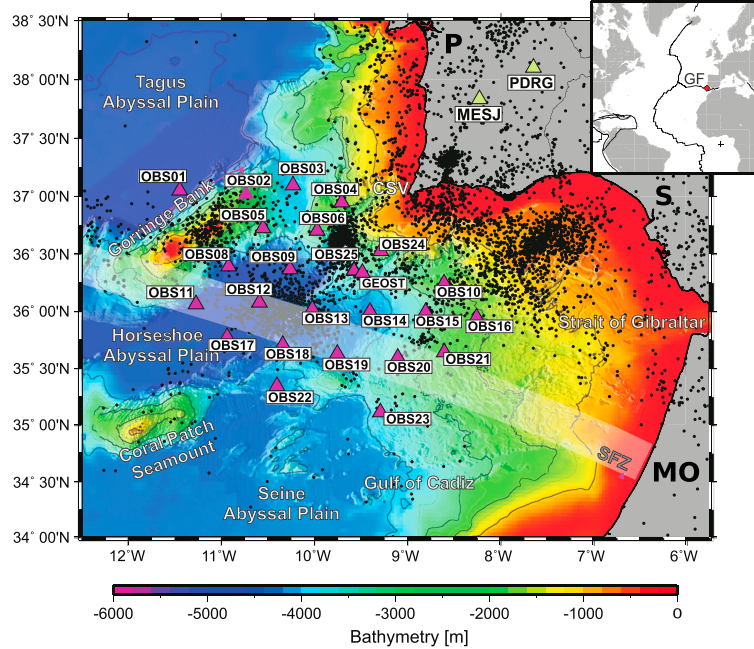 38°30'N
38°00'N
37°30'N
37°00'N
36°30'N
36°00'N
35°30'N
35°00'N
34°30'N
34°00'N
12°W
11°W
10°W
9°W
8°W
7°W
6°W
GF
P
S
MO
PDRG
MESJ
Tagus
Abyssal Plain
OBS01
OBS02
OBS03
OBS04
CSV
Gorringe Bank
OBS05
OBS06
OBS08
OBS09
OBS25
OBS24
GEOST
OBS10
OBS11
OBS12
OBS13
OBS14
OBS15
OBS16
Strait of Gibraltar
Horseshoe
Abyssal Plain
OBS17
OBS18
OBS19
OBS20
OBS21
OBS22
OBS23
Coral Patch
Seamount
SFZ
Gulf of Cadiz
Seine
Abyssal Plain
-6000
-5000
-4000
-3000
-2000
-1000
0
Bathymetry [m]